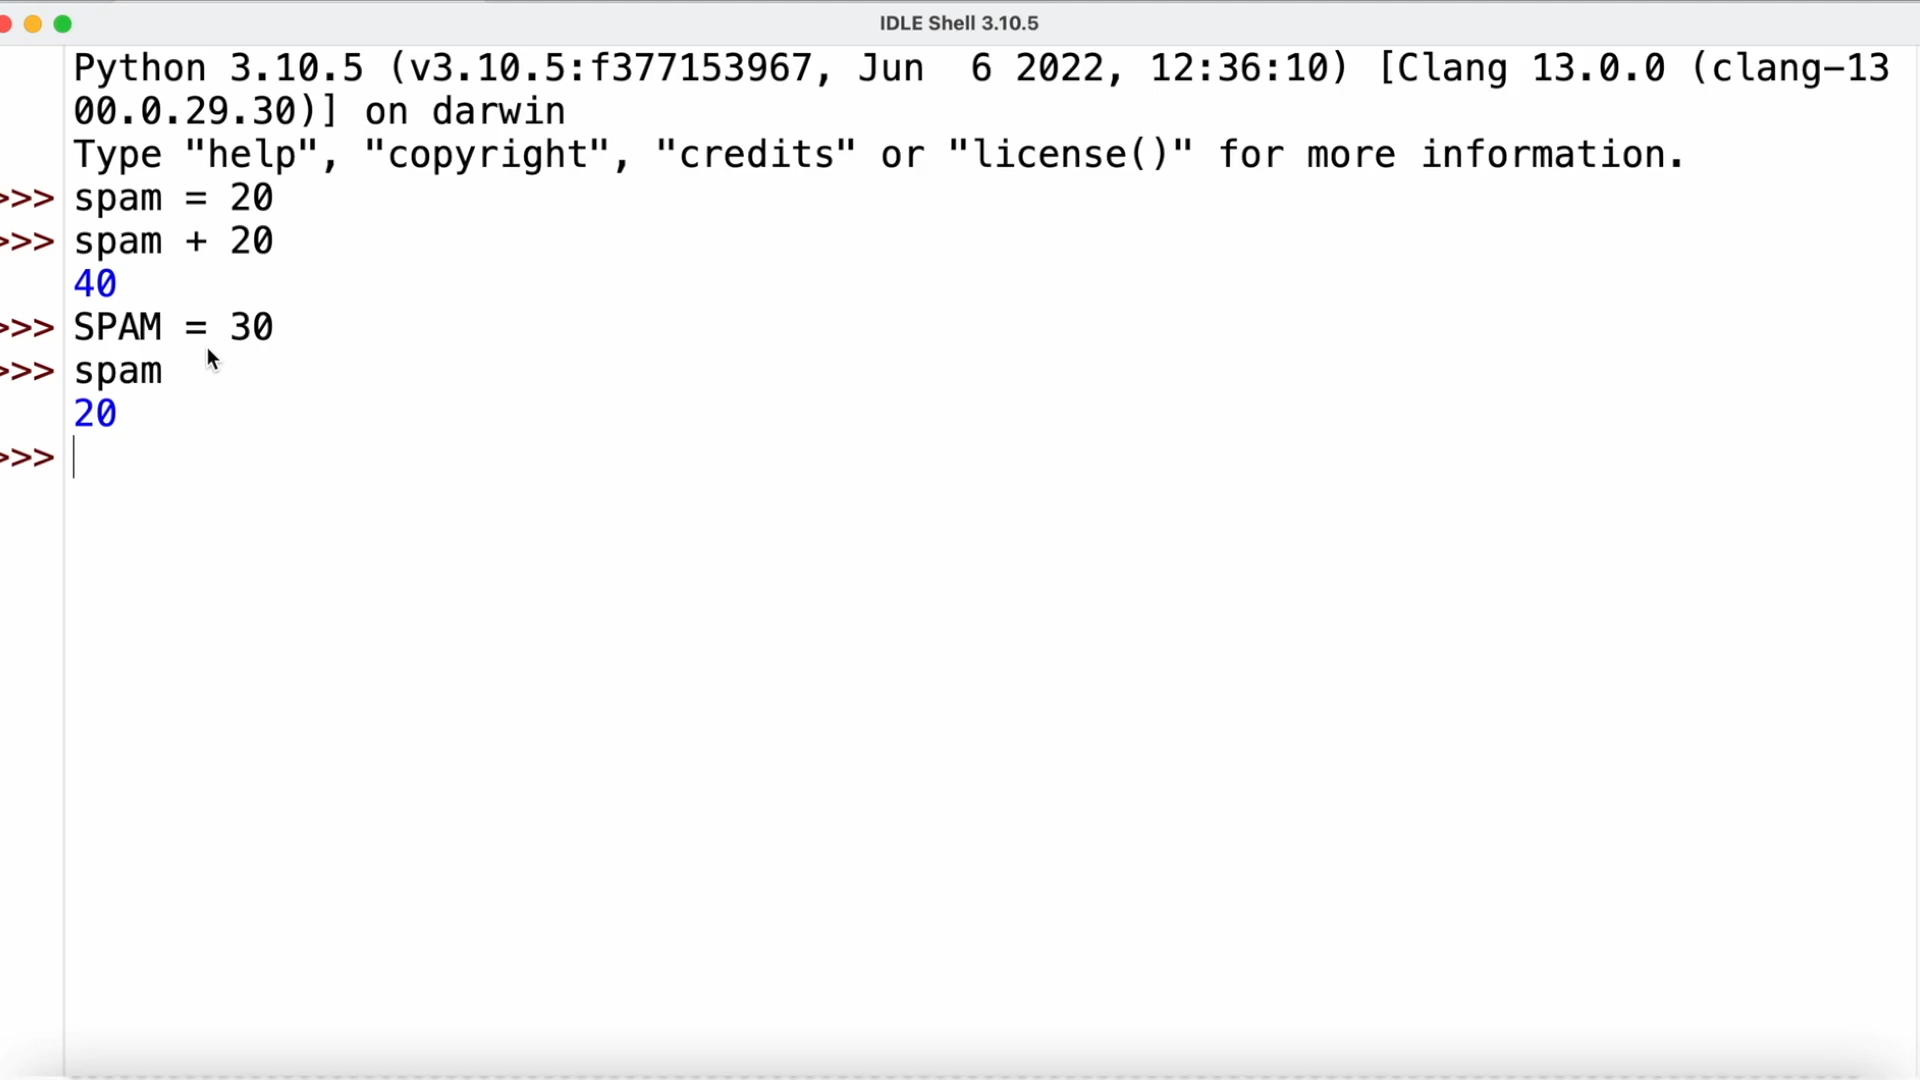 IDLE Shell 3.10.5
Python 3.10.5 (v3.10.5:f377153967, Jun  6 2022, 12:36:10) [Clang 13.0.0 (clang-13
00.0.29.30)] on darwin
Type "help", "copyright", "credits" or "license()" for more information.
>>> spam = 20
>>> spam + 20
40
>>> SPAM = 30
>>> spam
20
>>>